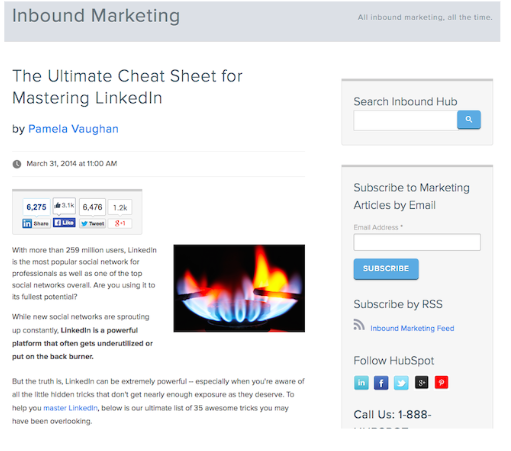 Inbound Marketing
All inbound marketing, all the time.
The Ultimate Cheat Sheet for
Mastering LinkedIn
by Pamela Vaughan
March 31, 2014 at 11:00 AM
6,275 3.1k 6,476 1.2k
in Share Like Tweet g+1
With more than 259 million users, LinkedIn
is the most popular social network for
professionals as well as one of the top
social networks overall. Are you using it to
its fullest potential?
While new social networks are sprouting
up constantly, LinkedIn is a powerful
platform that often gets underutilized or
put on the back burner.
But the truth is, LinkedIn can be extremely powerful -- especially when you're aware of
all the little hidden tricks that don't get nearly enough exposure as they deserve. To
help you master LinkedIn, below is our ultimate list of 35 awesome tricks you may
have been overlooking.
Search Inbound Hub
Subscribe to Marketing
Articles by Email
Email Address *
SUBSCRIBE
Subscribe by RSS
Inbound Marketing Feed
Follow HubSpot
Call Us: 1-888-